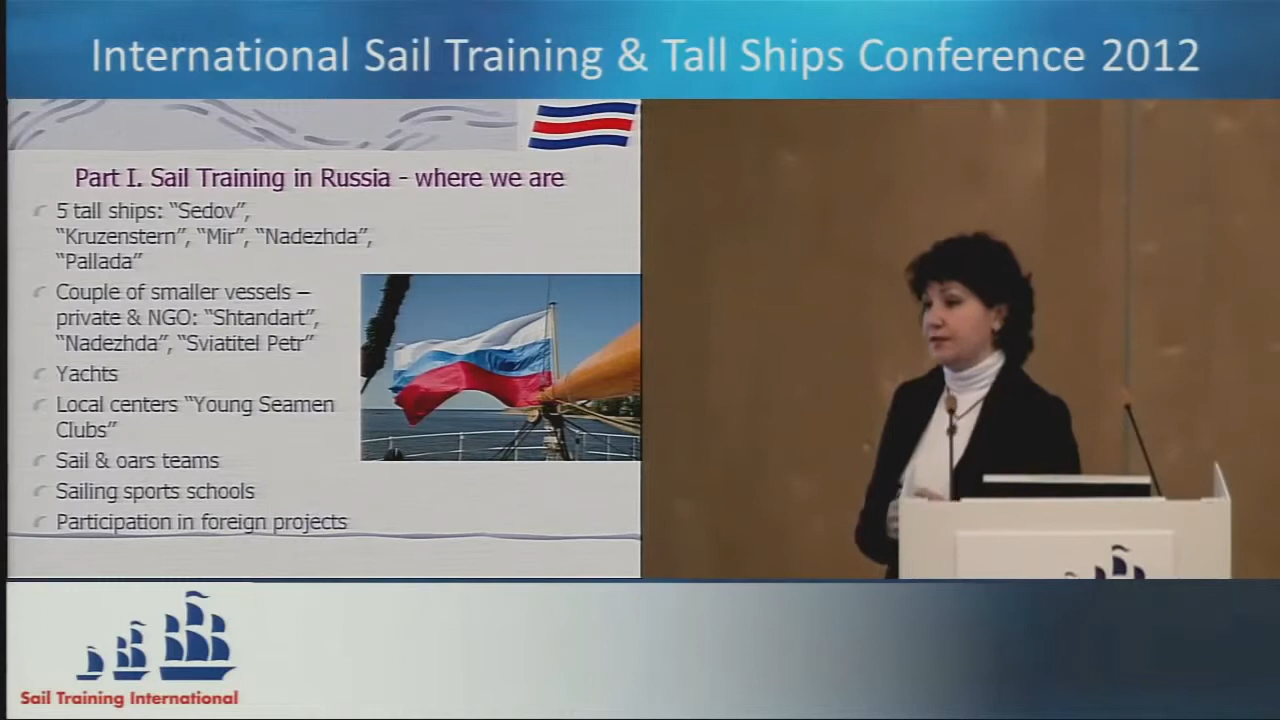 International Sail Training & Tall Ships Conference 2012
Part I. Sail Training in Russia - where we are
5 tall ships: “Sedov”,
“Kruzenstern”, “Mir”, “Nadezhda”,
“Pallada”
Couple of smaller vessels –
private & NGO: “Shtandart”,
“Nadezhda”, “Sviatitel Petr”
Yachts
Local centers “Young Seamen
Clubs”
Sail & oars teams
Sailing sports schools
Participation in foreign projects
Sail Training International